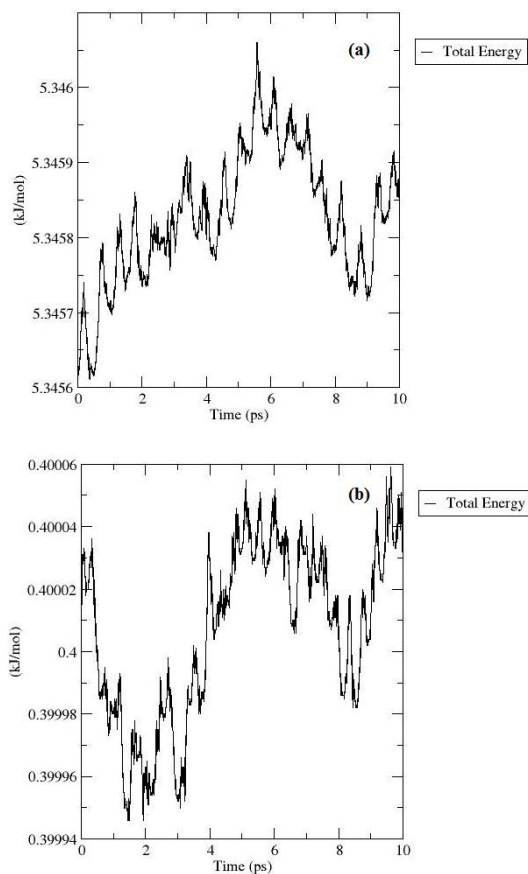 (a)
Total Energy
5.346
5.3459
5.3458
5.3457
5.3456
(kJ/mol)
0 2 4 6 8 10
Time (ps)
(b)
Total Energy
0.40006
0.40004
0.40002
0.4
0.39998
0.39996
0.39994
(kJ/mol)
0 2 4 6 8 10
Time (ps)